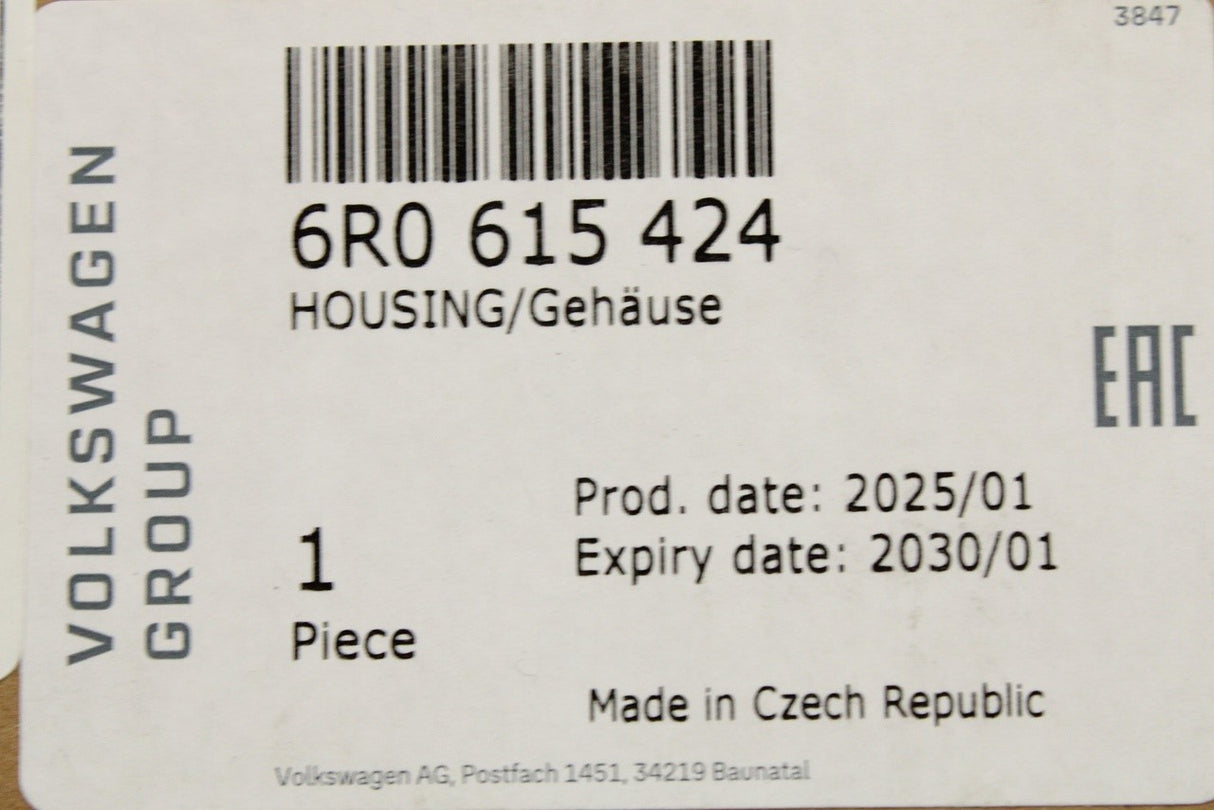 3847
6R0 615 424
HOUSING/Gehäuse
VOLKSWAGEN
GROUP
EAC
Prod. date: 2025/01
Expiry date: 2030/01
1
Piece
Made in Czech Republic
Volkswagen AG, Postfach 1451, 34219 Baunatal